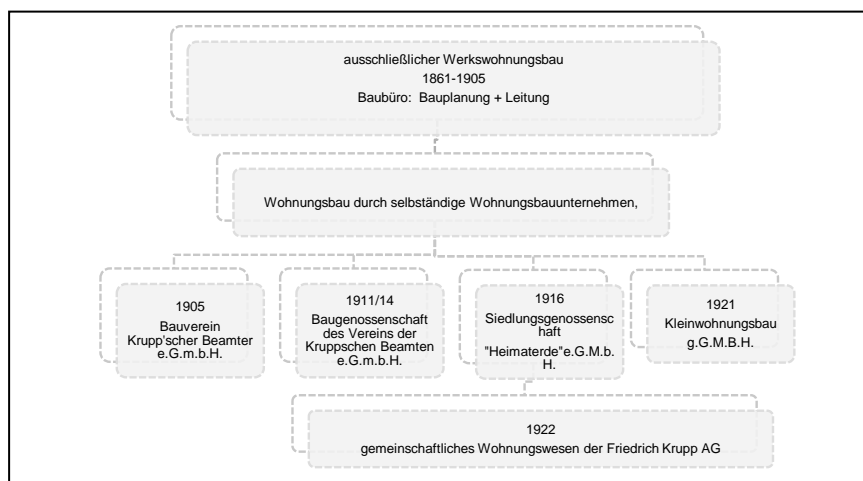 ausschließlicher Werkswohnungsbau
1861-1905
Baubüro: Bauplanung + Leitung
Wohnungsbau durch selbständige Wohnungsbauunternehmen,
1905
Bauverein
Krupp'scher Beamter
e.G.m.b.H.
1911/14
Baugenossenschaft
des Vereins der
Kruppschen Beamten
e.G.m.b.H.
1916
Siedlungsgenossensc
haft
"Heimaterde"e.G.M.b.
H.
1921
Kleinwohnungsbau
g.G.M.B.H.
1922
gemeinschaftliches Wohnungswesen der Friedrich Krupp AG